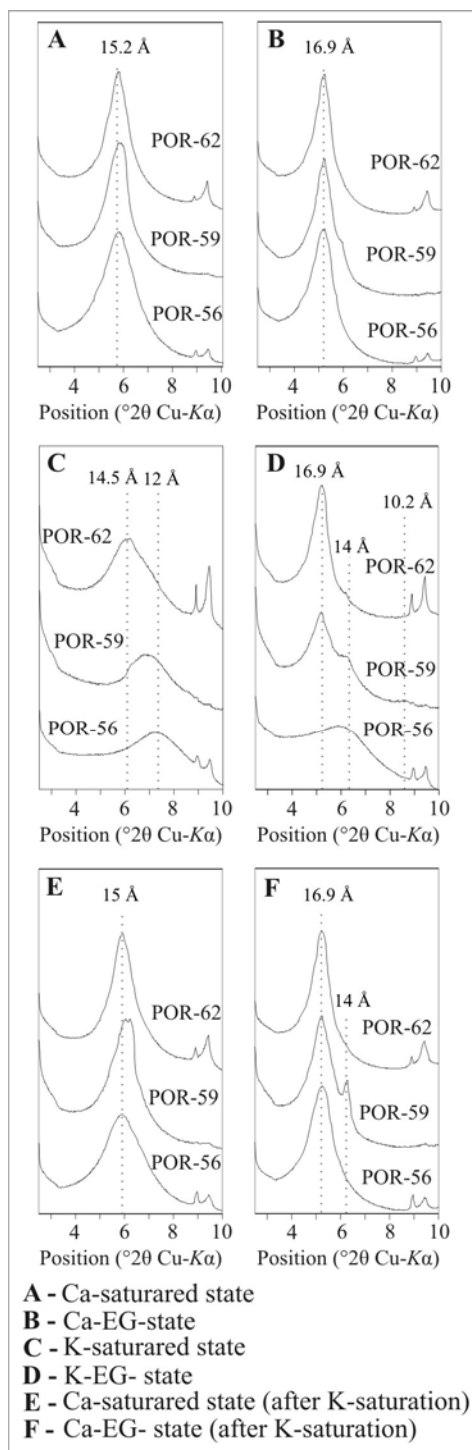 A
15.2 Å
POR-62
POR-59
POR-56
4 6 8 10
Position (°2θ Cu-Kα)
B
16.9 Å
POR-62
POR-59
POR-56
4 6 8 10
Position (°2θ Cu-Kα)
C
14.5 Å 12 Å
POR-62
POR-59
POR-56
4 6 8 10
Position (°2θ Cu-Kα)
D
16.9 Å
10.2 Å
14 Å
POR-62
POR-59
POR-56
4 6 8 10
Position (°2θ Cu-Kα)
E
15 Å
POR-62
POR-59
POR-56
4 6 8 10
Position (°2θ Cu-Kα)
F
16.9 Å
14 Å
POR-62
POR-59
POR-56
4 6 8 10
Position (°2θ Cu-Kα)
A - Ca-saturared state
B - Ca-EG-state
C - K-saturared state
D - K-EG- state
E - Ca-saturared state (after K-saturation)
F - Ca-EG- state (after K-saturation)